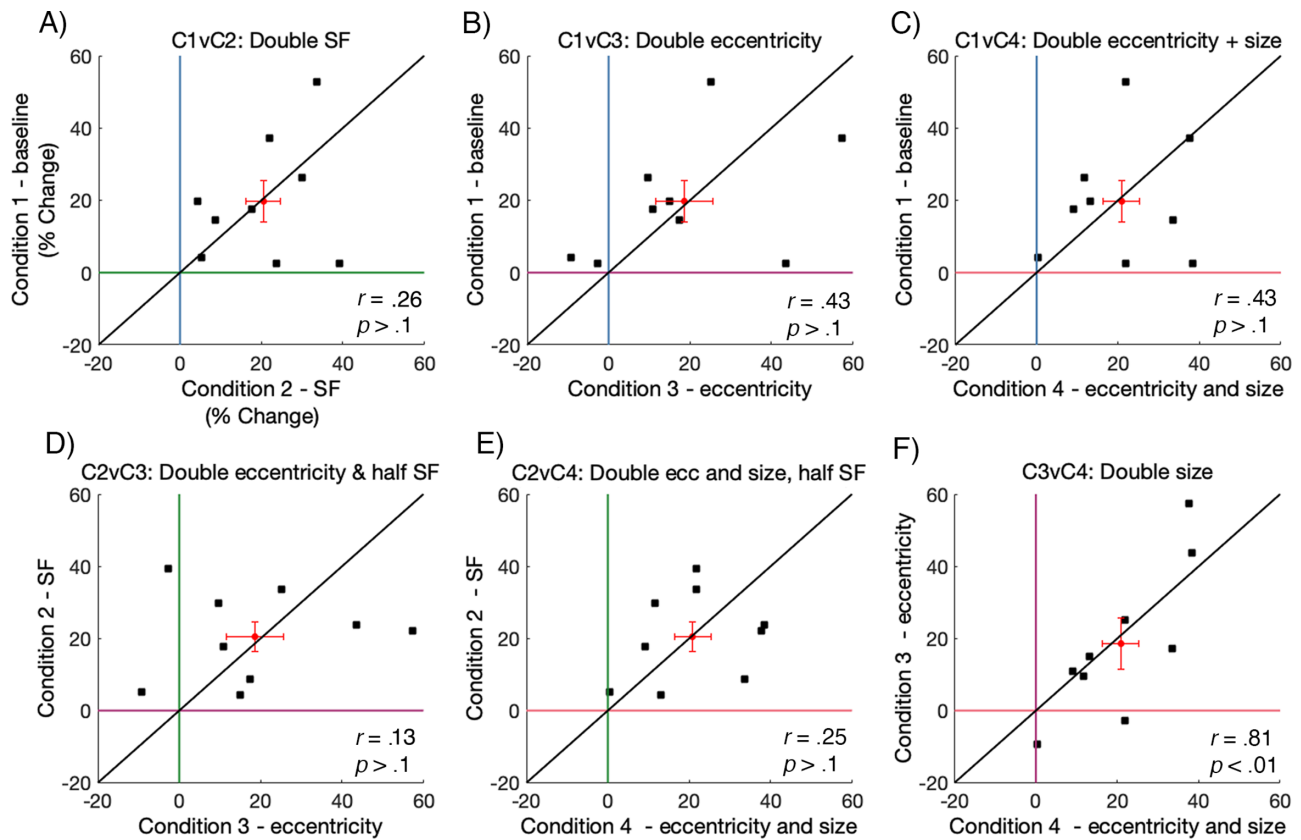 A)
C1vC2: Double SF
60
40
20
0
-20
-20 0 20 40 60
Condition 1 - baseline
(% Change)
Condition 2 - SF
(% Change)
r = .26
p > .1
B)
C1vC3: Double eccentricity
60
40
20
0
-20
-20 0 20 40 60
Condition 1 - baseline
Condition 3 - eccentricity
r = .43
p > .1
C)
C1vC4: Double eccentricity + size
60
40
20
0
-20
-20 0 20 40 60
Condition 1 - baseline
Condition 4 - eccentricity and size
r = .43
p > .1
D)
C2vC3: Double eccentricity & half SF
60
40
20
0
-20
-20 0 20 40 60
Condition 2 - SF
Condition 3 - eccentricity
r = .13
p > .1
E)
C2vC4: Double ecc and size, half SF
60
40
20
0
-20
-20 0 20 40 60
Condition 2 - SF
Condition 4 - eccentricity and size
r = .25
p > .1
F)
C3vC4: Double size
60
40
20
0
-20
-20 0 20 40 60
Condition 3 - eccentricity
Condition 4 - eccentricity and size
r = .81
p < .01